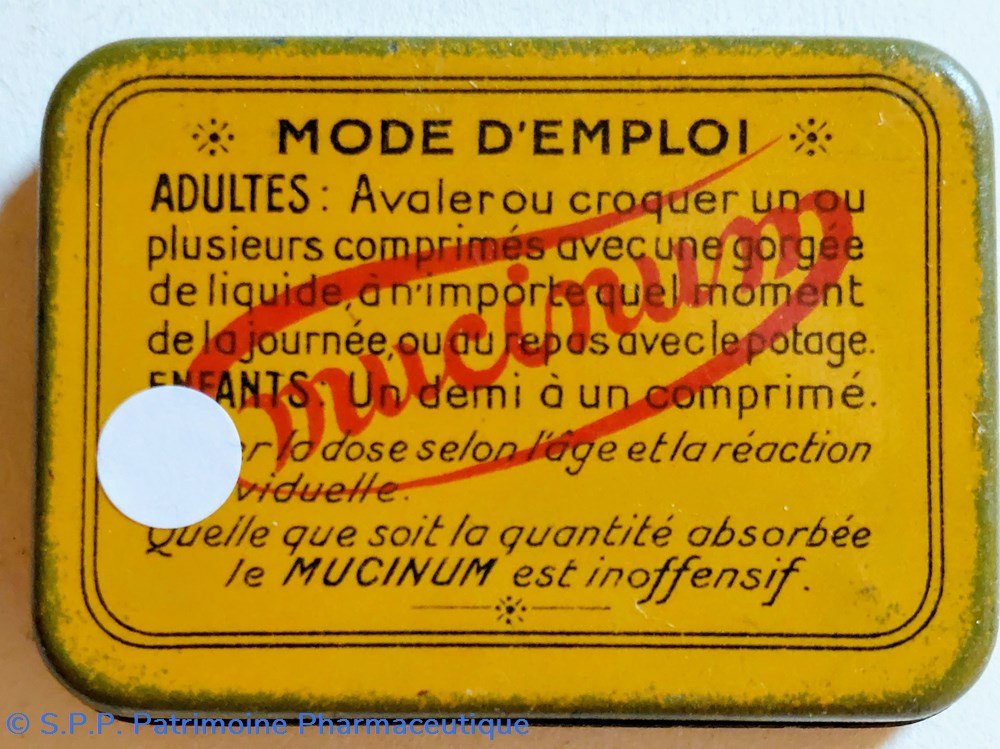 MODE D'EMPLOI
ADULTES : Avaler ou croquer un ou
plusieurs comprimés avec une gorgée
de liquide, à n'importe quel moment
de la journée, ou au repas avec le potage.
ENFANTS : Un demi à un comprimé.
la dose selon l'âge et la réaction
Quelle que soit la quantité absorbée
le MUCINUM est inoffensif.
mucinum
© S.P.P. Patrimoine Pharmaceutique